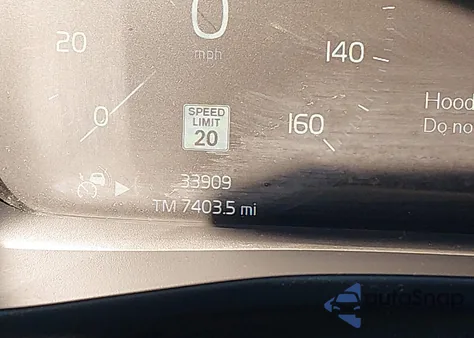 0
mph
20
0
140
160
SPEED
LIMIT
20
Hood
Do no
33909
TM 7403.5 mi
autoSnap